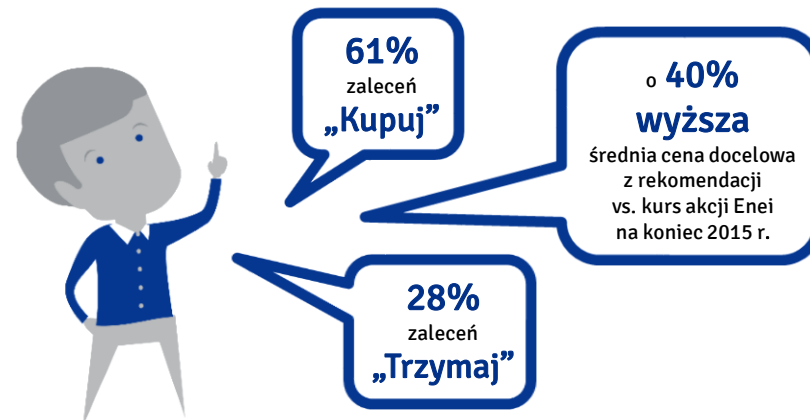 61%
zaleceń
„Kupuj”
o 40%
wyższa
średnia cena docelowa
z rekomendacji
vs. kurs akcji Enei
na koniec 2015 r.
28%
zaleceń
„Trzymaj”